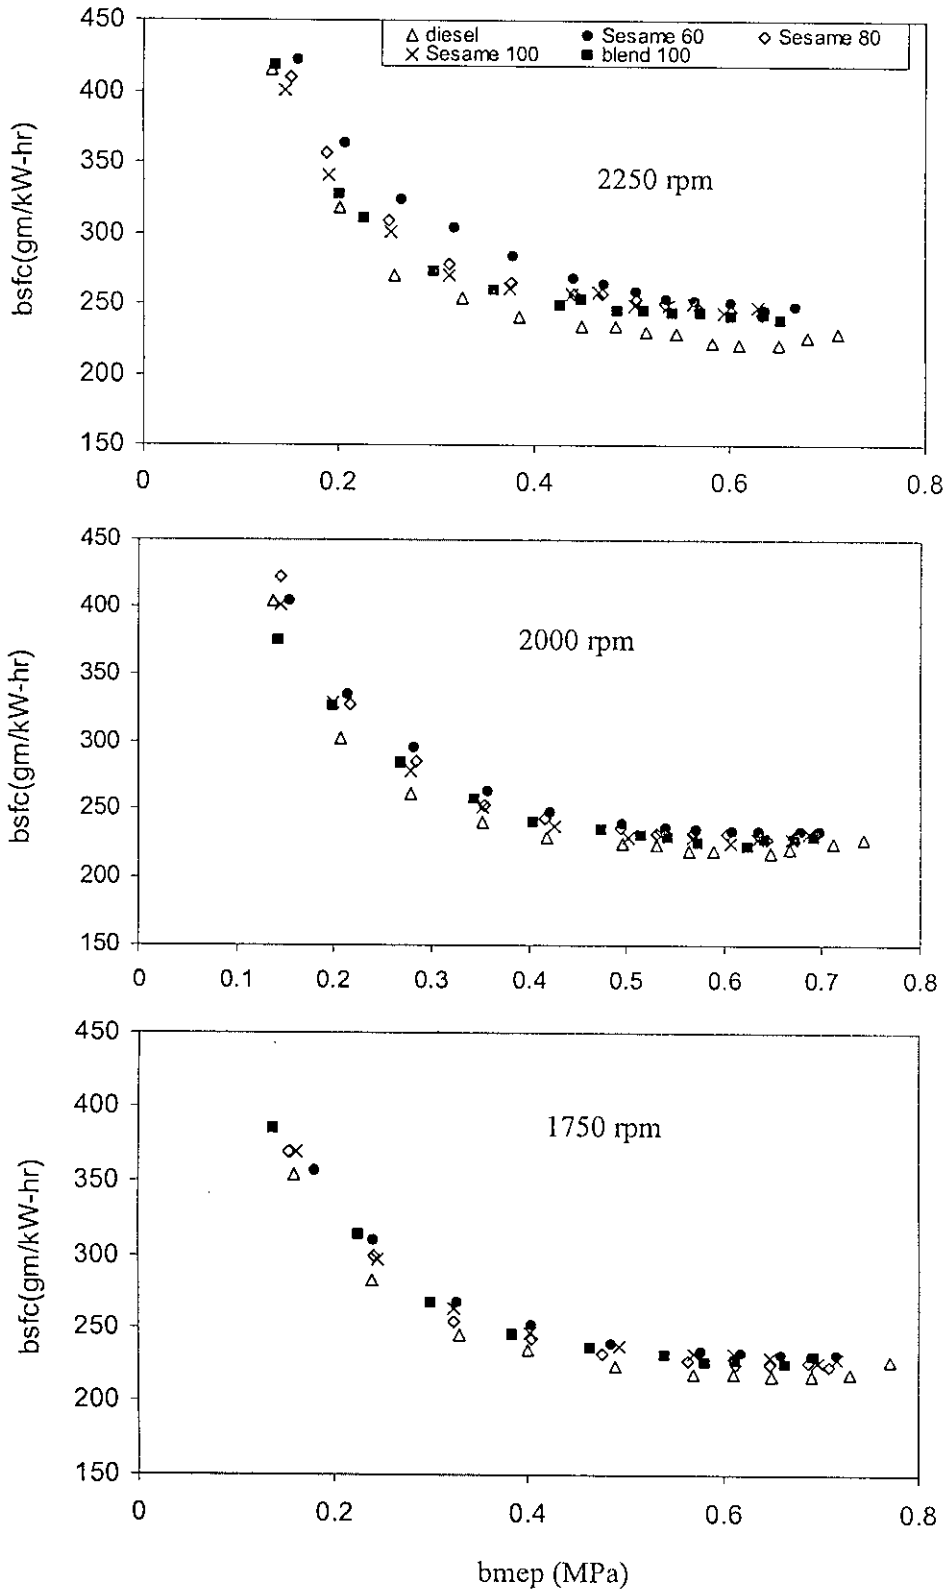 450
400
350
300
250
200
150
bsfc(gm/kW-hr)
diesel Sesame 60 Sesame 80
Sesame 100 blend 100
2250 rpm
0 0.2 0.4 0.6 0.8
450
400
350
300
250
200
150
bsfc(gm/kW-hr)
2000 rpm
0 0.1 0.2 0.3 0.4 0.5 0.6 0.7 0.8
450
400
350
300
250
200
150
bsfc(gm/kW-hr)
1750 rpm
0 0.2 0.4 0.6 0.8
bmep (MPa)